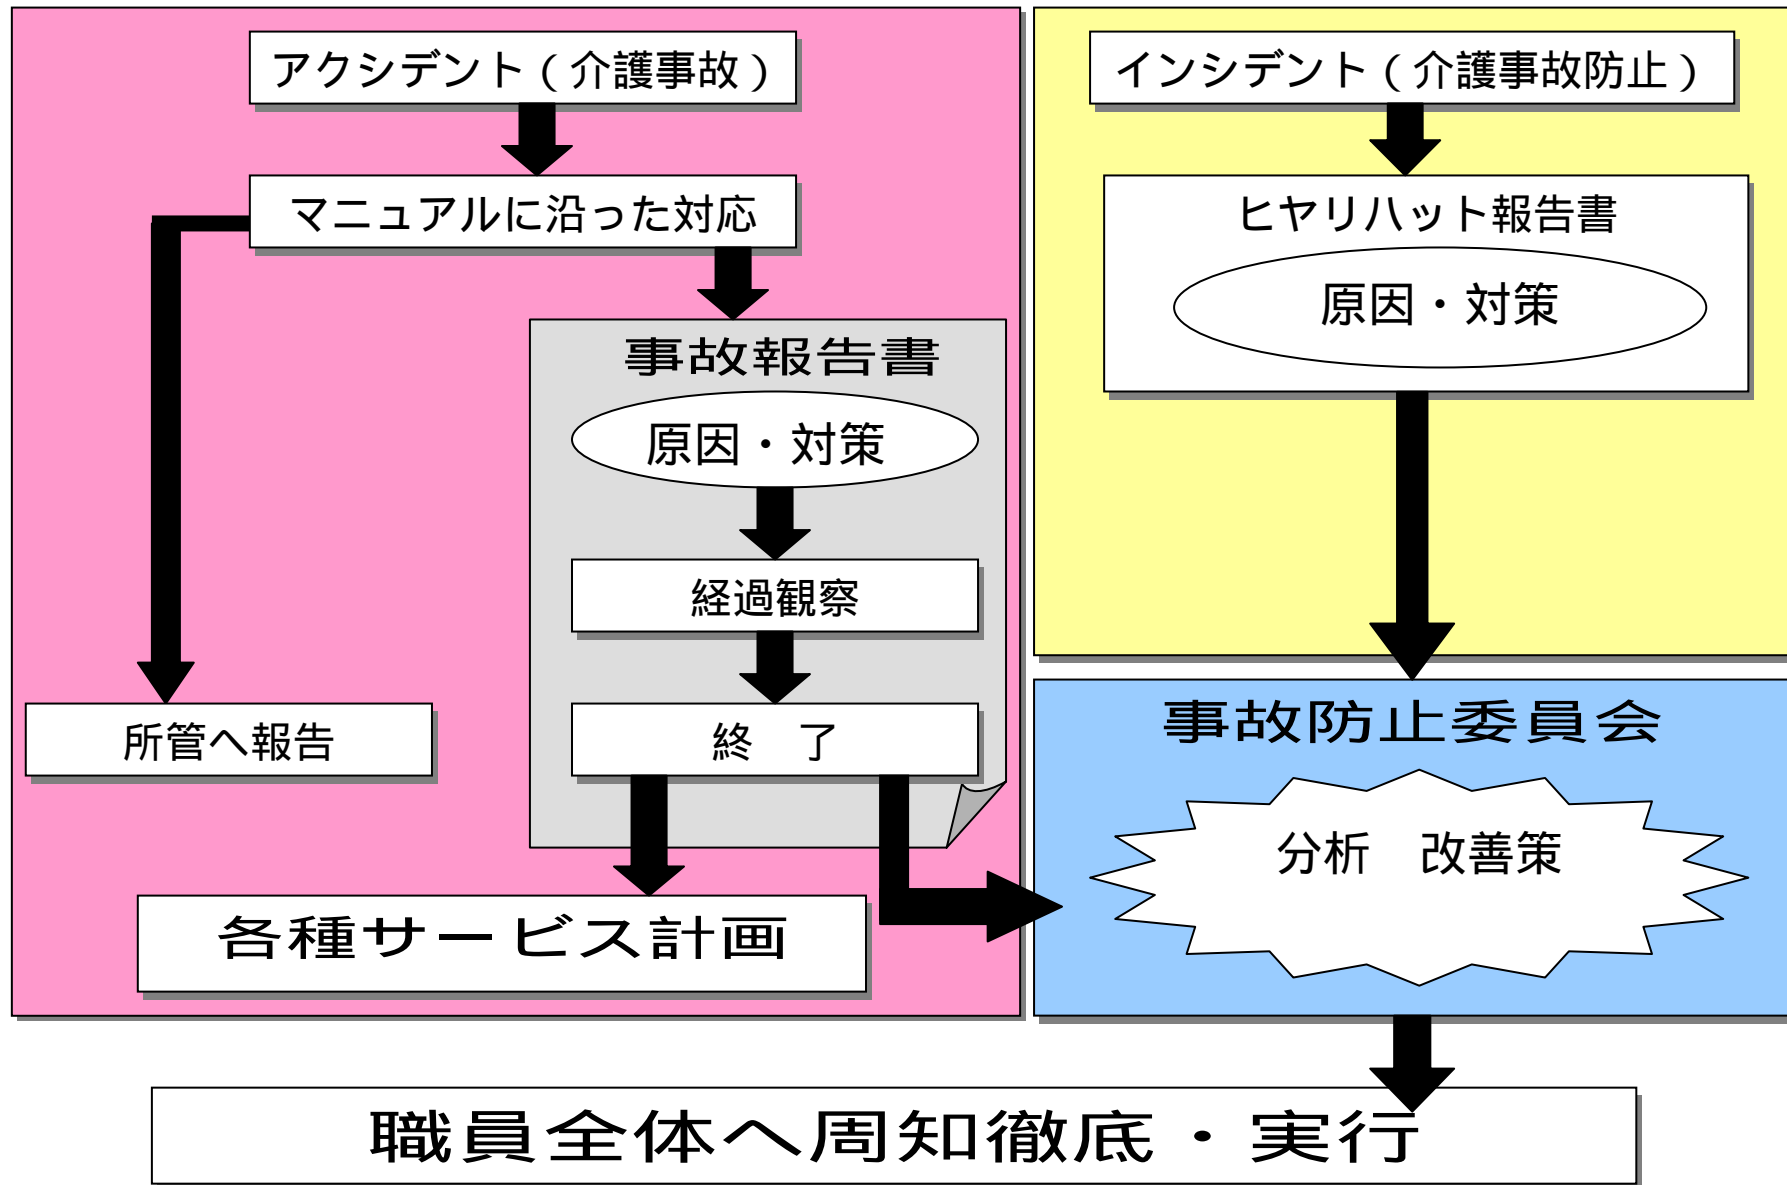 アクシデント（介護事故）
マニュアルに沿った対応
事故報告書
原因・対策
経過観察
終　了
所管へ報告
各種サービス計画
インシデント（介護事故防止）
ヒヤリハット報告書
原因・対策
事故防止委員会
分析　改善策
職員全体へ周知徹底・実行